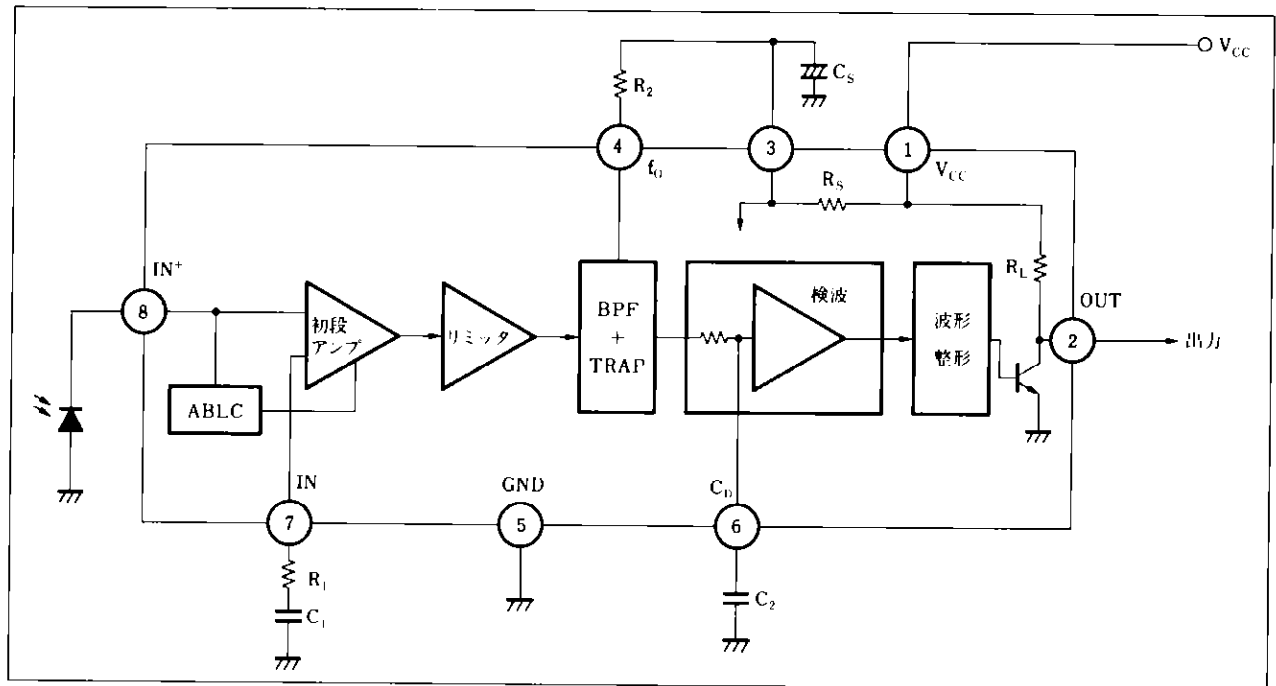 V_CC
C_S
R_2
4
3
1
f_0
V_CC
R_S
IN+
8
R_L
OUT
初段
アンプ
リミッタ
BPF
+
TRAP
検波
波形
整形
2
出力
ABLC
IN
GND
C_D
7
5
6
R_1
C_1
C_2